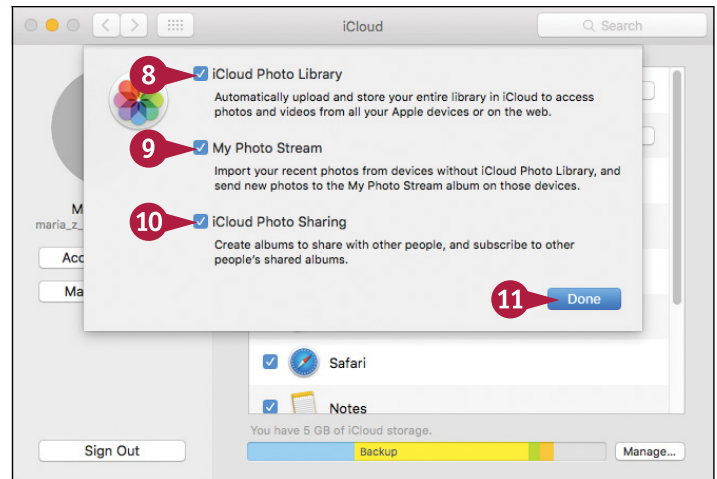 iCloud
Search
8
iCloud Photo Library
Automatically upload and store your entire library in iCloud to access
photos and videos from all your Apple devices or on the web.
9
My Photo Stream
Import your recent photos from devices without iCloud Photo Library, and
send new photos to the My Photo Stream album on those devices.
M
maria_z_
10
iCloud Photo Sharing
Create albums to share with other people, and subscribe to other
people's shared albums.
Acc
Ma
11
Done
Safari
Notes
You have 5 GB of iCloud storage.
Sign Out
Backup
Manage...